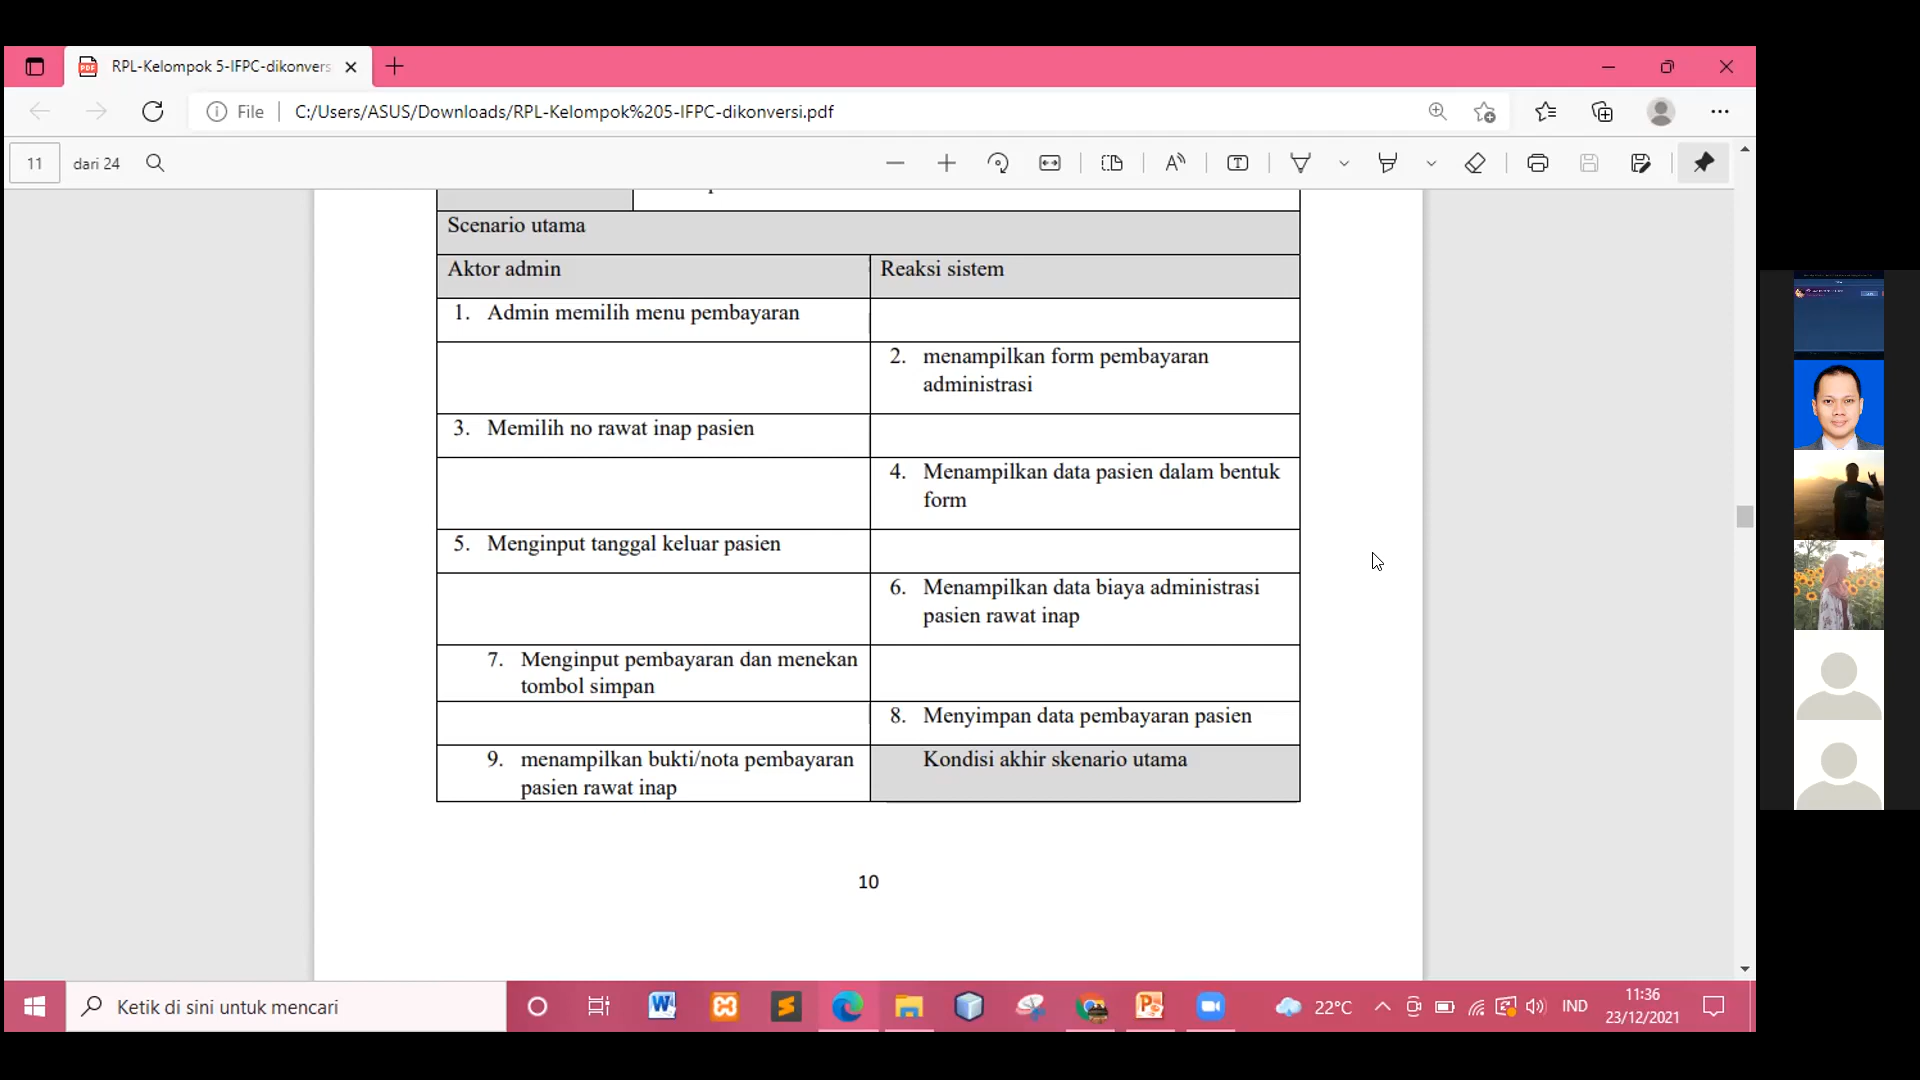 RPL-Kelompok 5-IFPC-dikonvers
File
C:/Users/ASUS/Downloads/RPL-Kelompok%205-IFPC-dikonversi.pdf
11
dari 24
Scenario utama
Aktor admin
Reaksi sistem
1. Admin memilih menu pembayaran
2. menampilkan form pembayaran
administrasi
3. Memilih no rawat inap pasien
4. Menampilkan data pasien dalam bentuk
form
5. Menginput tanggal keluar pasien
6. Menampilkan data biaya administrasi
pasien rawat inap
7. Menginput pembayaran dan menekan
tombol simpan
8. Menyimpan data pembayaran pasien
9. menampilkan bukti/nota pembayaran
pasien rawat inap
Kondisi akhir skenario utama
10
Ketik di sini untuk mencari
22°C
IND
11:36
23/12/2021